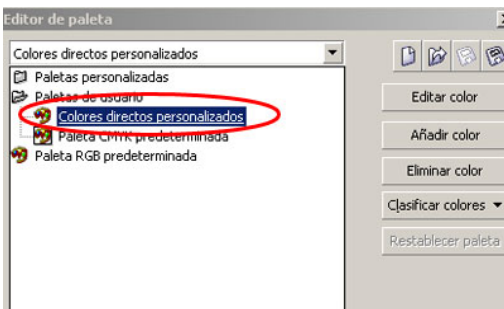 Editor de paleta
Colores directos personalizados
Paletas personalizadas
Paletas de usuario
Colores directos personalizados
Paleta CMYK predeterminada
Paleta RGB predeterminada
Editar color
Añadir color
Eliminar color
Clasificar colores
Restablecer paleta